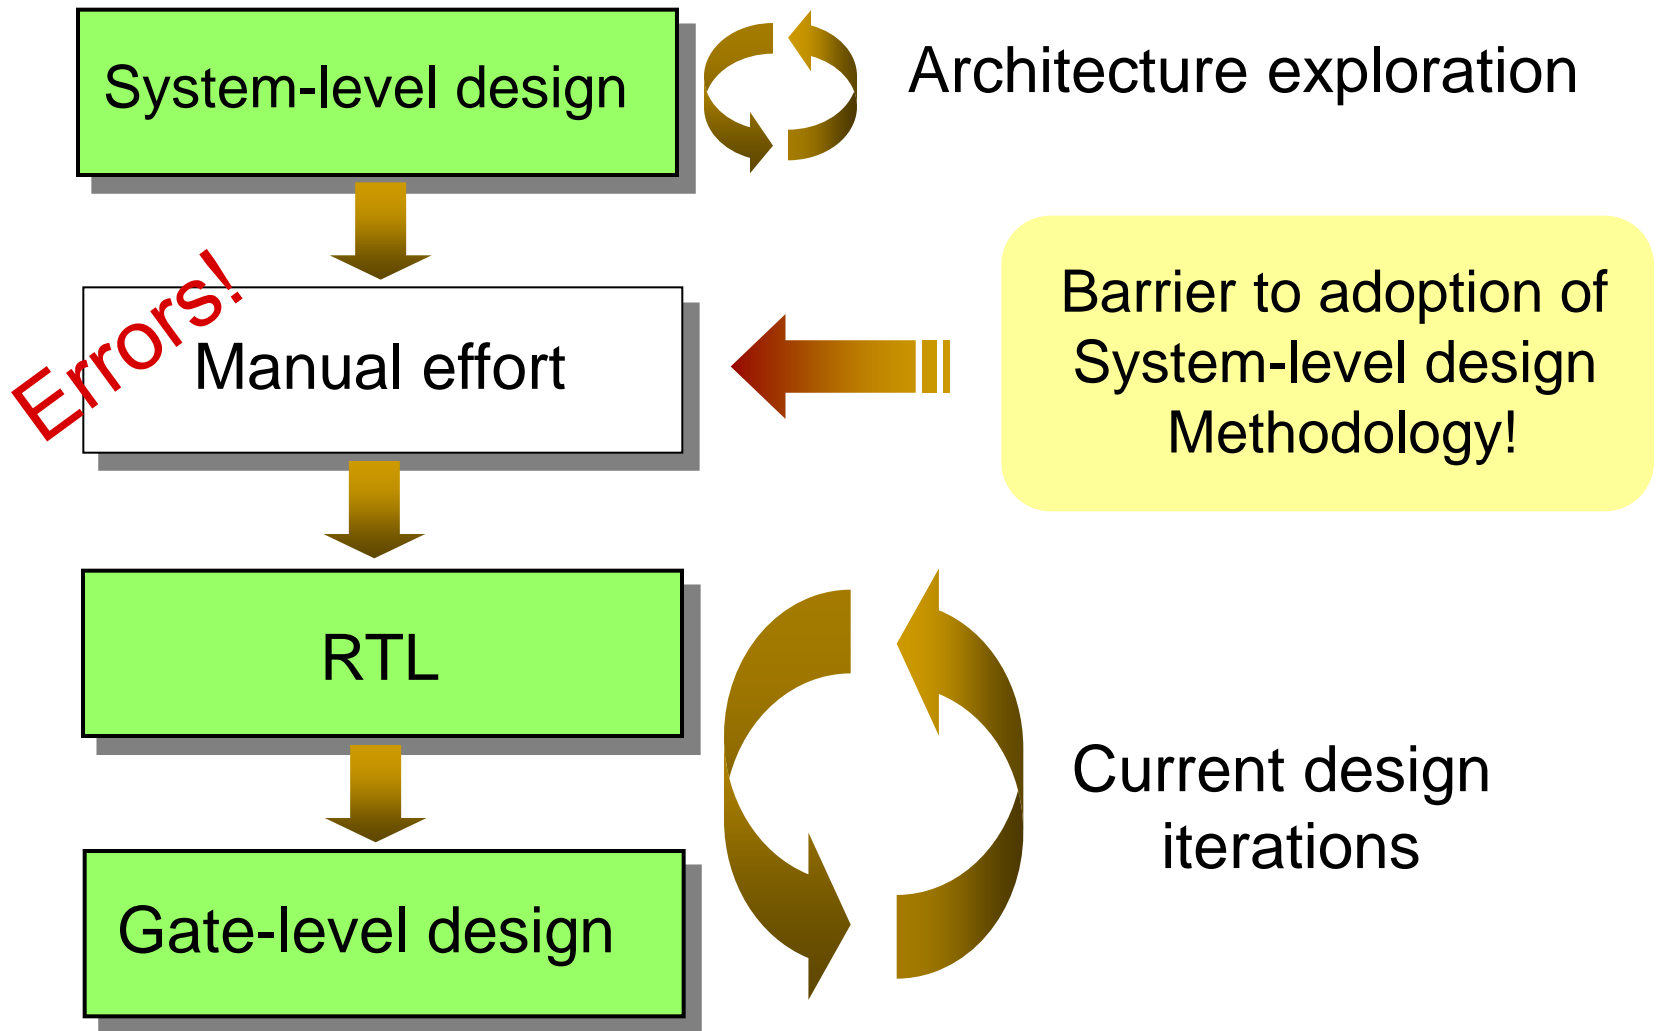 System-level design
Architecture exploration
Errors!
Manual effort
Barrier to adoption of
System-level design
Methodology!
RTL
Current design
iterations
Gate-level design